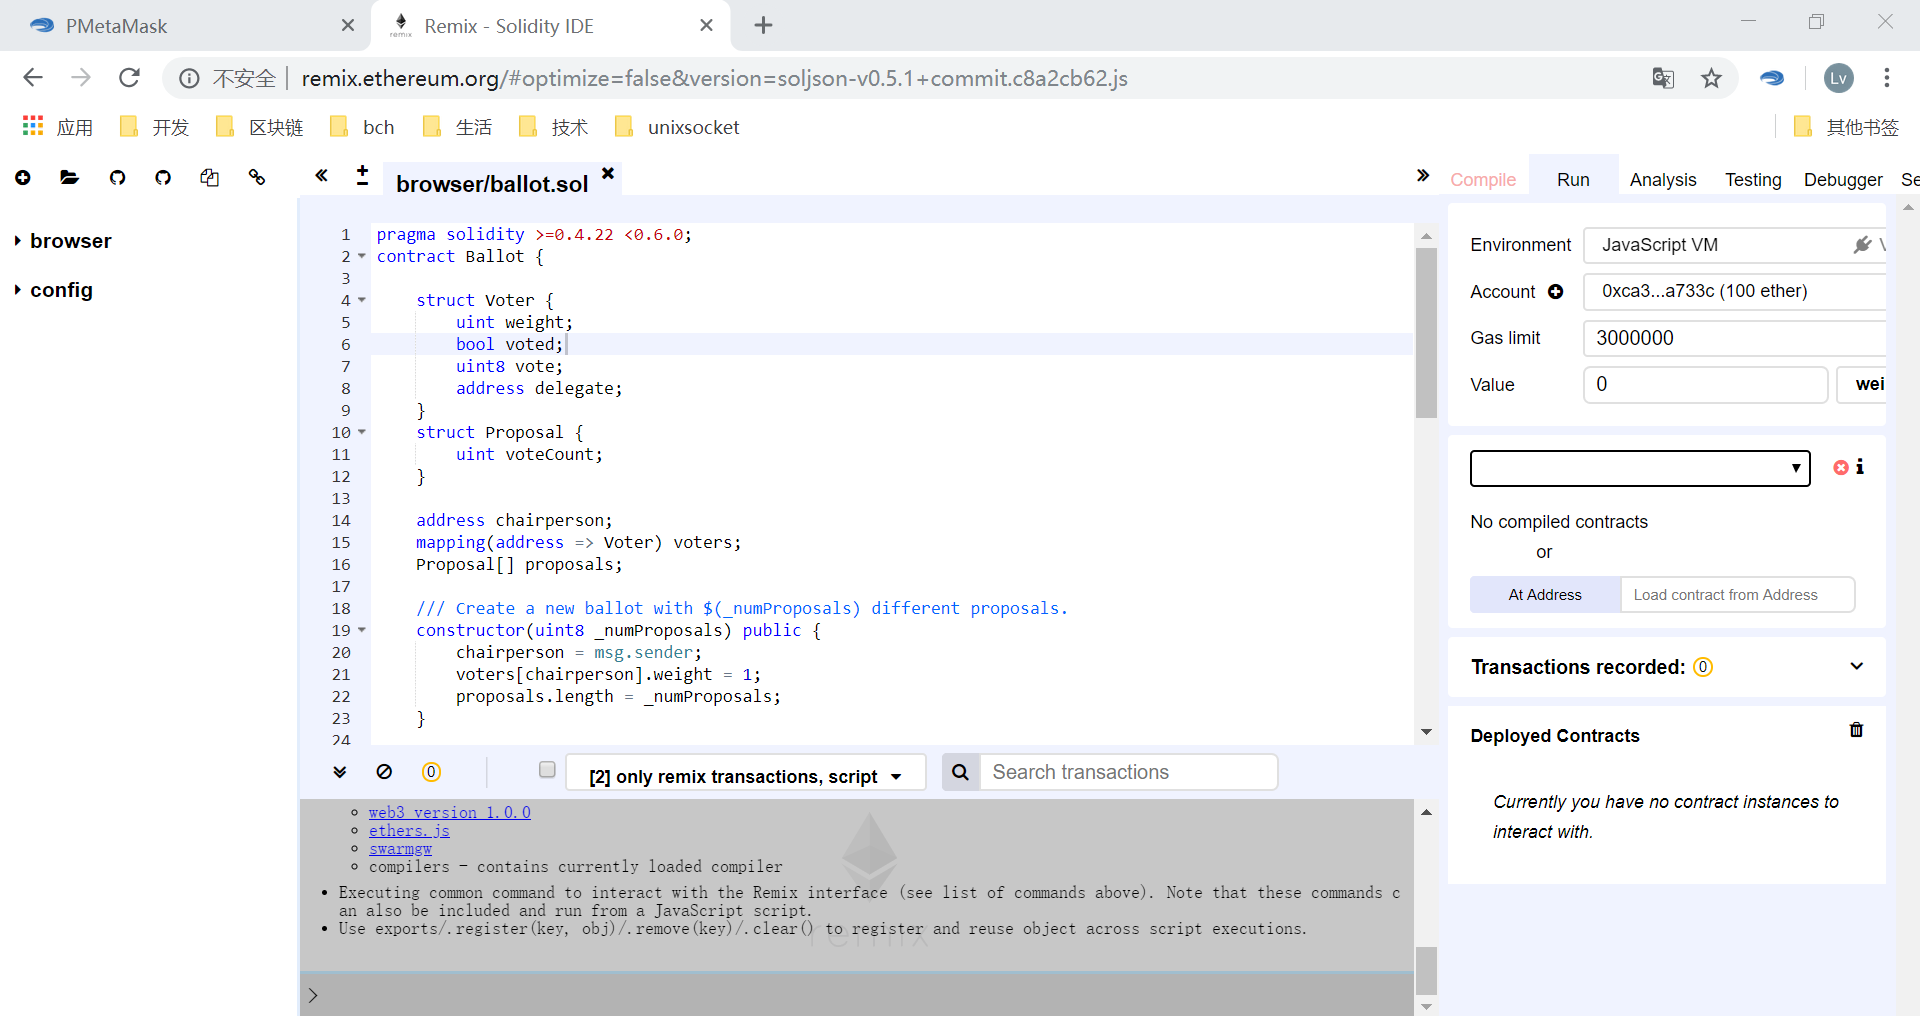 PMetaMask
Remix - Solidity IDE
不安全
remix.ethereum.org/#optimize=false&version=soljson-v0.5.1+commit.c8a2cb62.js
Lv
应用
开发
区块链
bch
生活
技术
unixsocket
其他书签
browser
config
browser/ballot.sol
1 pragma solidity >=0.4.22 <0.6.0;
2 contract Ballot {
3
4 struct Voter {
5 uint weight;
6 bool voted;
7 uint8 vote;
8 address delegate;
9 }
10 struct Proposal {
11 uint voteCount;
12 }
13
14 address chairperson;
15 mapping(address => Voter) voters;
16 Proposal[] proposals;
17
18 /// Create a new ballot with $(_numProposals) different proposals.
19 constructor(uint8 _numProposals) public {
20 chairperson = msg.sender;
21 voters[chairperson].weight = 1;
22 proposals.length = _numProposals;
23 }
24
0
[2] only remix transactions, script
Search transactions
web3 version 1.0.0
ethers.js
swarmgw
compilers - contains currently loaded compiler
Executing common command to interact with the Remix interface (see list of commands above). Note that these commands c
an also be included and run from a JavaScript script.
Use exports/.register(key, obj)/.remove(key)/.clear() to register and reuse object across script executions.
remix
>
Compile
Run
Analysis
Testing
Debugger
Se
Environment
JavaScript VM
V
Account
0xca3...a733c (100 ether)
Gas limit
3000000
Value
0
wei
No compiled contracts
or
At Address
Load contract from Address
Transactions recorded: 0
Deployed Contracts
Currently you have no contract instances to
interact with.